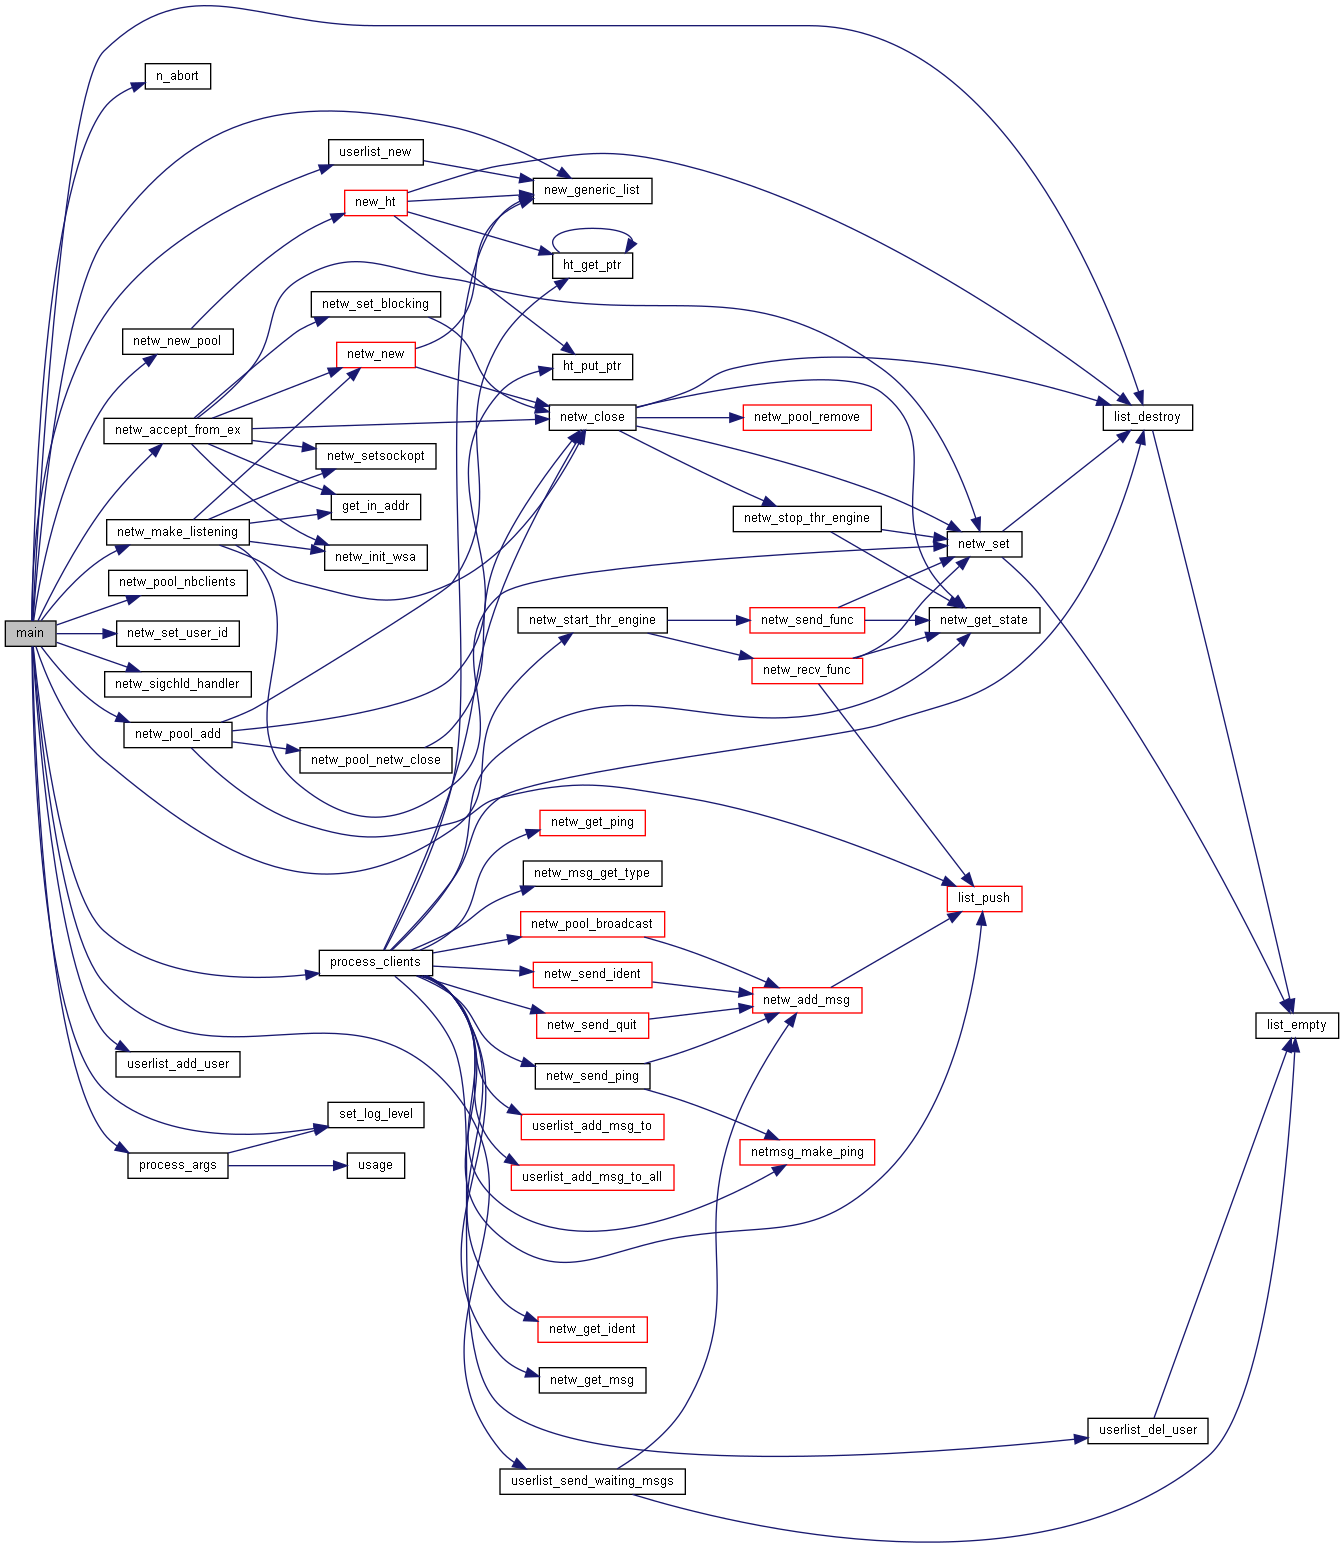 n_abort
userlist_new
new_generic_list
new_ht
ht_get_ptr
netw_set_blocking
netw_new_pool
netw_new
ht_put_ptr
netw_accept_from_ex
netw_close
netw_pool_remove
list_destroy
netw_setsockopt
get_in_addr
netw_stop_thr_engine
netw_make_listening
netw_set
netw_init_wsa
netw_pool_nbclients
main
netw_set_user_id
netw_start_thr_engine
netw_send_func
netw_get_state
netw_recv_func
netw_sigchld_handler
netw_pool_add
netw_pool_netw_close
netw_get_ping
netw_msg_get_type
list_push
netw_pool_broadcast
process_clients
netw_send_ident
netw_add_msg
netw_send_quit
list_empty
userlist_add_user
netw_send_ping
set_log_level
userlist_add_msg_to
netmsg_make_ping
process_args
usage
userlist_add_msg_to_all
netw_get_ident
netw_get_msg
userlist_del_user
userlist_send_waiting_msgs